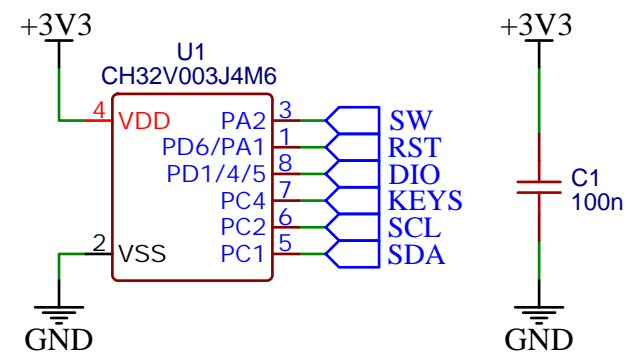 +3V3
+3V3
U1
CH32V003J4M6
4 VDD PA2 3 SW
PD6/PA1 1 RST
PD1/4/5 8 DIO
PC4 7 KEYS
PC2 6 SCL
2 VSS PC1 5 SDA
C1
100n
GND
GND